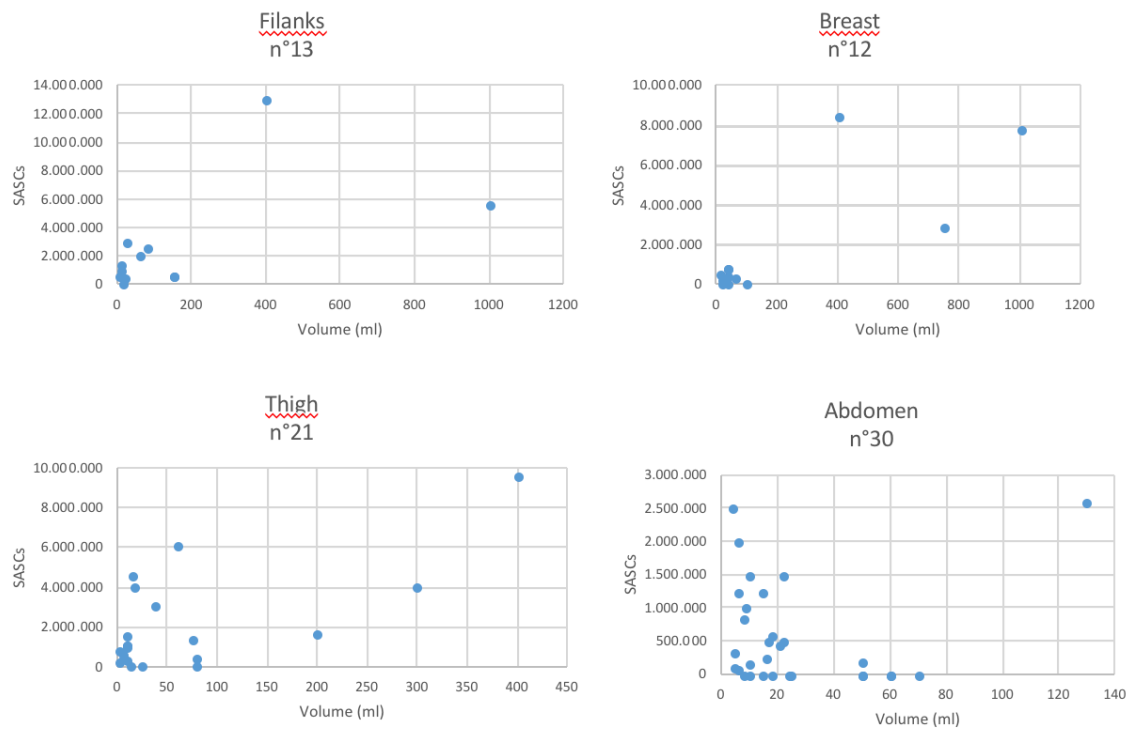 Filanks
n°13
14.000.000
12.000.000
10.000.000
8.000.000
6.000.000
4.000.000
2.000.000
0
SASCs
0 200 400 600 800 1000 1200
Volume (ml)
Breast
n°12
10.000.000
8.000.000
6.000.000
4.000.000
2.000.000
0
SASCs
0 200 400 600 800 1000 1200
Volume (ml)
Thigh
n°21
10.000.000
8.000.000
6.000.000
4.000.000
2.000.000
0
SASCs
0 50 100 150 200 250 300 350 400 450
Volume (ml)
Abdomen
n°30
3.000.000
2.500.000
2.000.000
1.500.000
1.000.000
500.000
0
SASCs
0 20 40 60 80 100 120 140
Volume (ml)